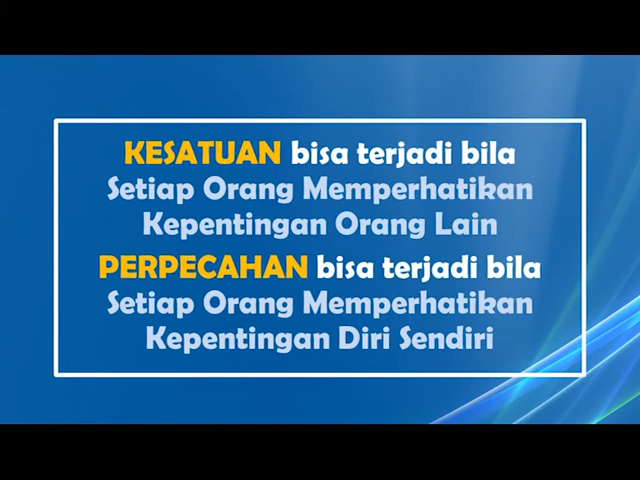 KESATUAN bisa terjadi bila
Setiap Orang Memperhatikan
Kepentingan Orang Lain
PERPECAHAN bisa terjadi bila
Setiap Orang Memperhatikan
Kepentingan Diri Sendiri